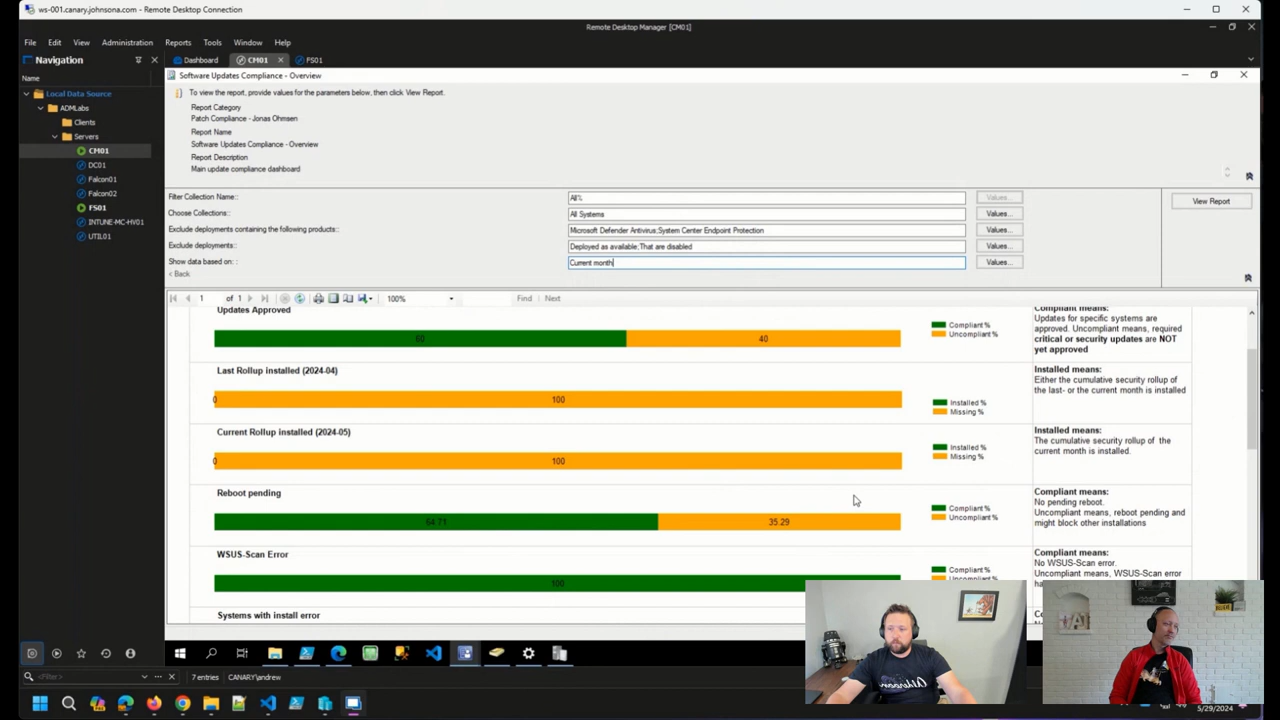 ws-001.canary.johnsona.com - Remote Desktop Connection
Remote Desktop Manager [CM01]
File Edit View Administration Reports Tools Window Help
Navigation
Dashboard CM01 FS01
Name
Local Data Source
ADMLabs
Clients
Servers
CM01
DC01
Falcon01
Falcon02
FS01
INTUNE-MC-HV01
UTIL01
Software Updates Compliance - Overview
To view the report, provide values for the parameters below, then click View Report.
Report Category
Patch Compliance - Jonas Ohmsen
Report Name
Software Updates Compliance - Overview
Report Description
Main update compliance dashboard
Filter Collection Name:: All% Values...
View Report
Choose Collections:: All Systems Values...
Exclude deployments containing the following products:: Microsoft Defender Antivirus;System Center Endpoint Protection Values...
Exclude deployments: Deployed as available;That are disabled Values...
Show data based on: : Current month Values...
< Back
1 of 1 100% Find Next
Updates Approved
40
Compliant %
Uncompliant %
Compliant means:
Updates for specific systems are
approved. Uncompliant means, required
critical or security updates are NOT
yet approved
Last Rollup installed (2024-04)
0 100
Installed %
Missing %
Installed means:
Either the cumulative security rollup of
the last- or the current month is installed
Current Rollup installed (2024-05)
0 100
Installed %
Missing %
Installed means:
The cumulative security rollup of the
current month is installed.
Reboot pending
64.71 35.29
Compliant %
Uncompliant %
Compliant means:
No pending reboot.
Uncompliant means, reboot pending and
might block other installations
WSUS-Scan Error
100
Compliant %
Compliant means:
No WSUS-Scan error.
Uncompliant means, WSUS-Scan error
Systems with install error
<Filter>
7 entries CANARY\andrew
5/29/2024